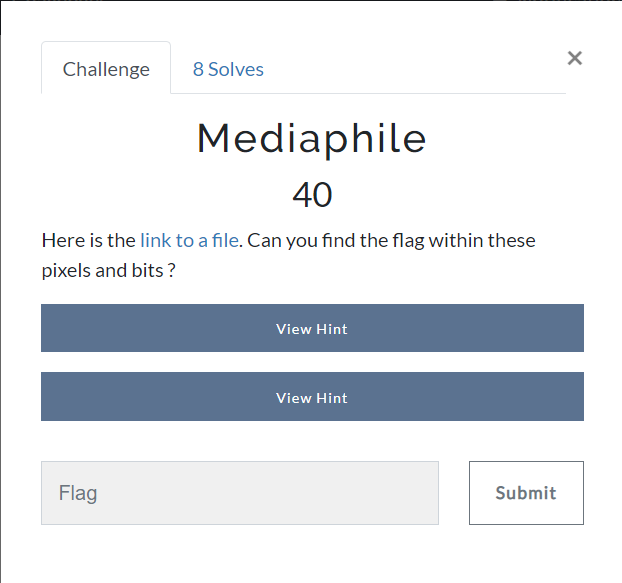 Challenge
8 Solves
×
Mediaphile
40
Here is the link to a file. Can you find the flag within these
pixels and bits ?
View Hint
View Hint
Flag
Submit